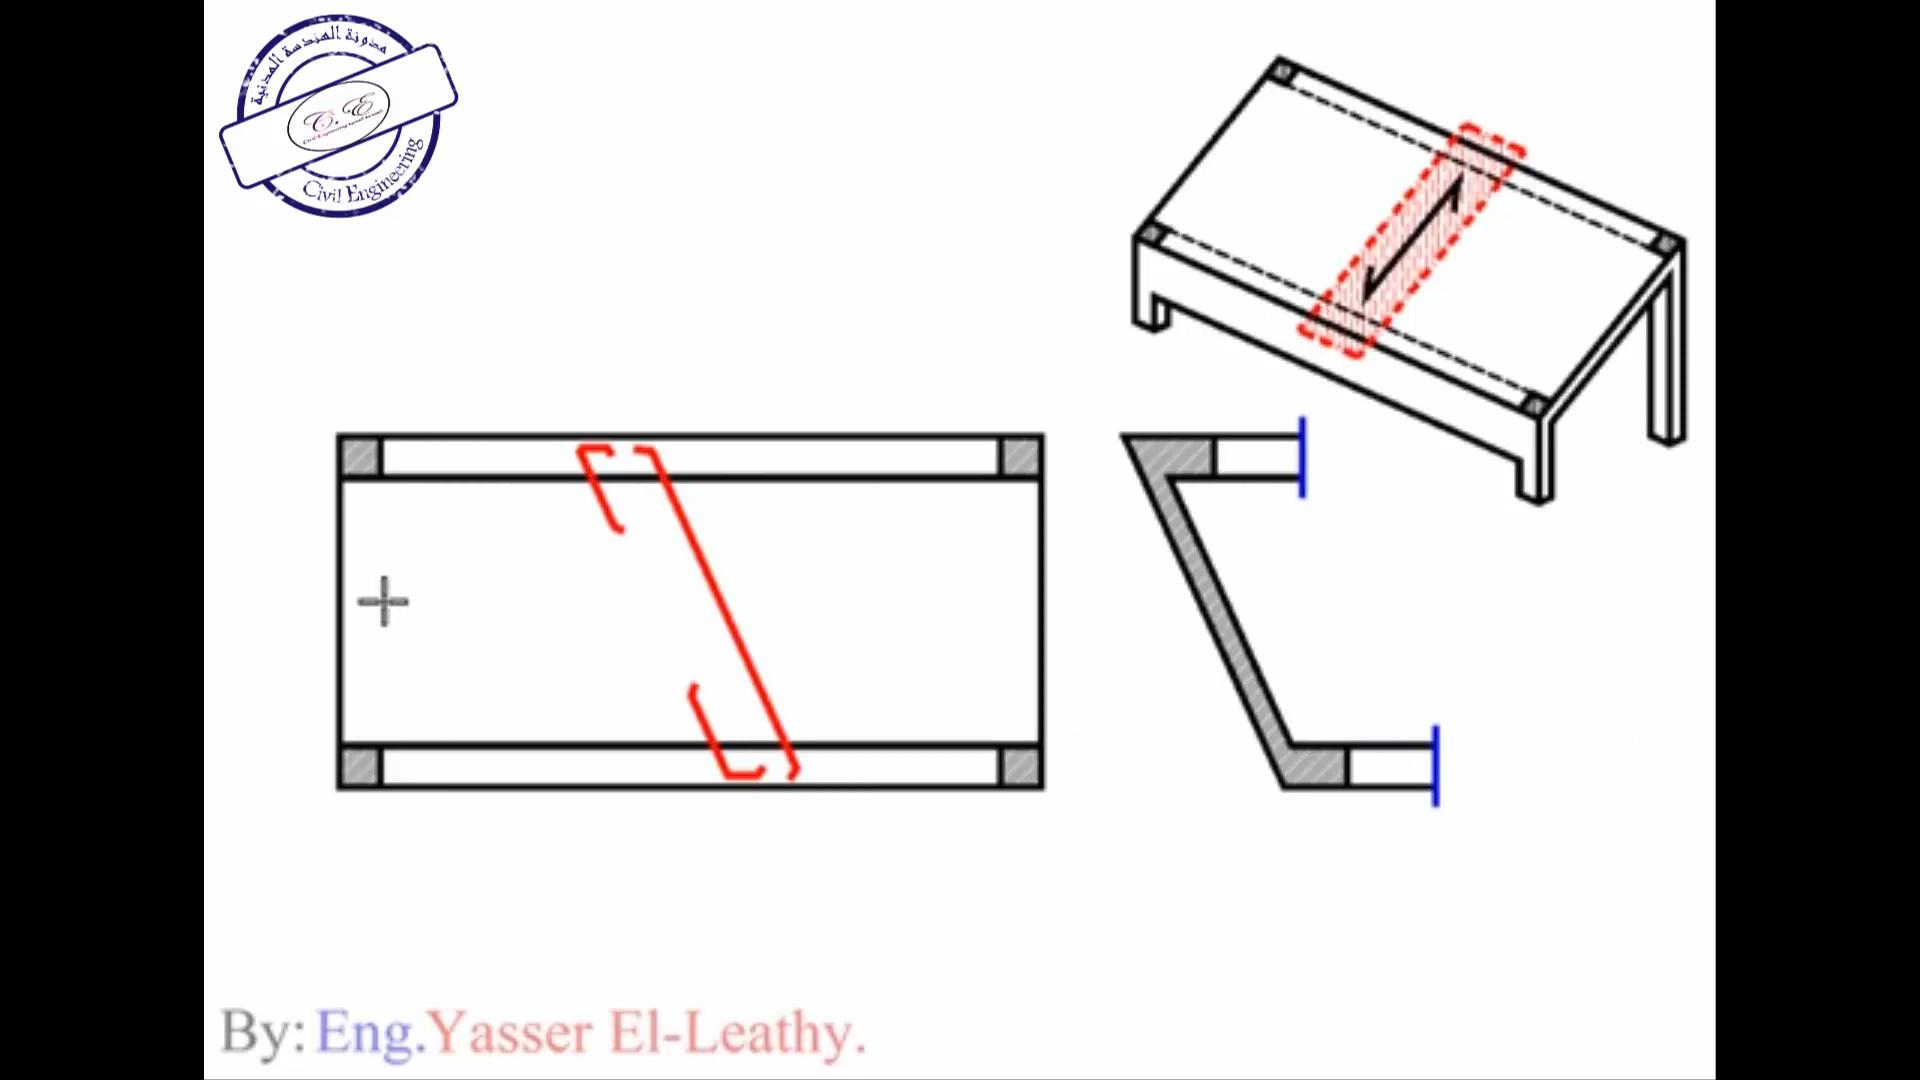 مدونة الهندسة المدنية
C. E
Civil Engineering
By: Eng.Yasser El-Leathy.